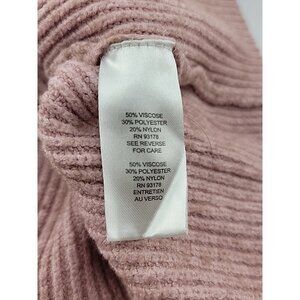 50% VISCOSE
30% POLYESTER
20% NYLON
RN 93178
SEE REVERSE
FOR CARE
50% VISCOSE
30% POLYESTER
20% NYLON
RN 93178
ENTRETIEN
AU VERSO